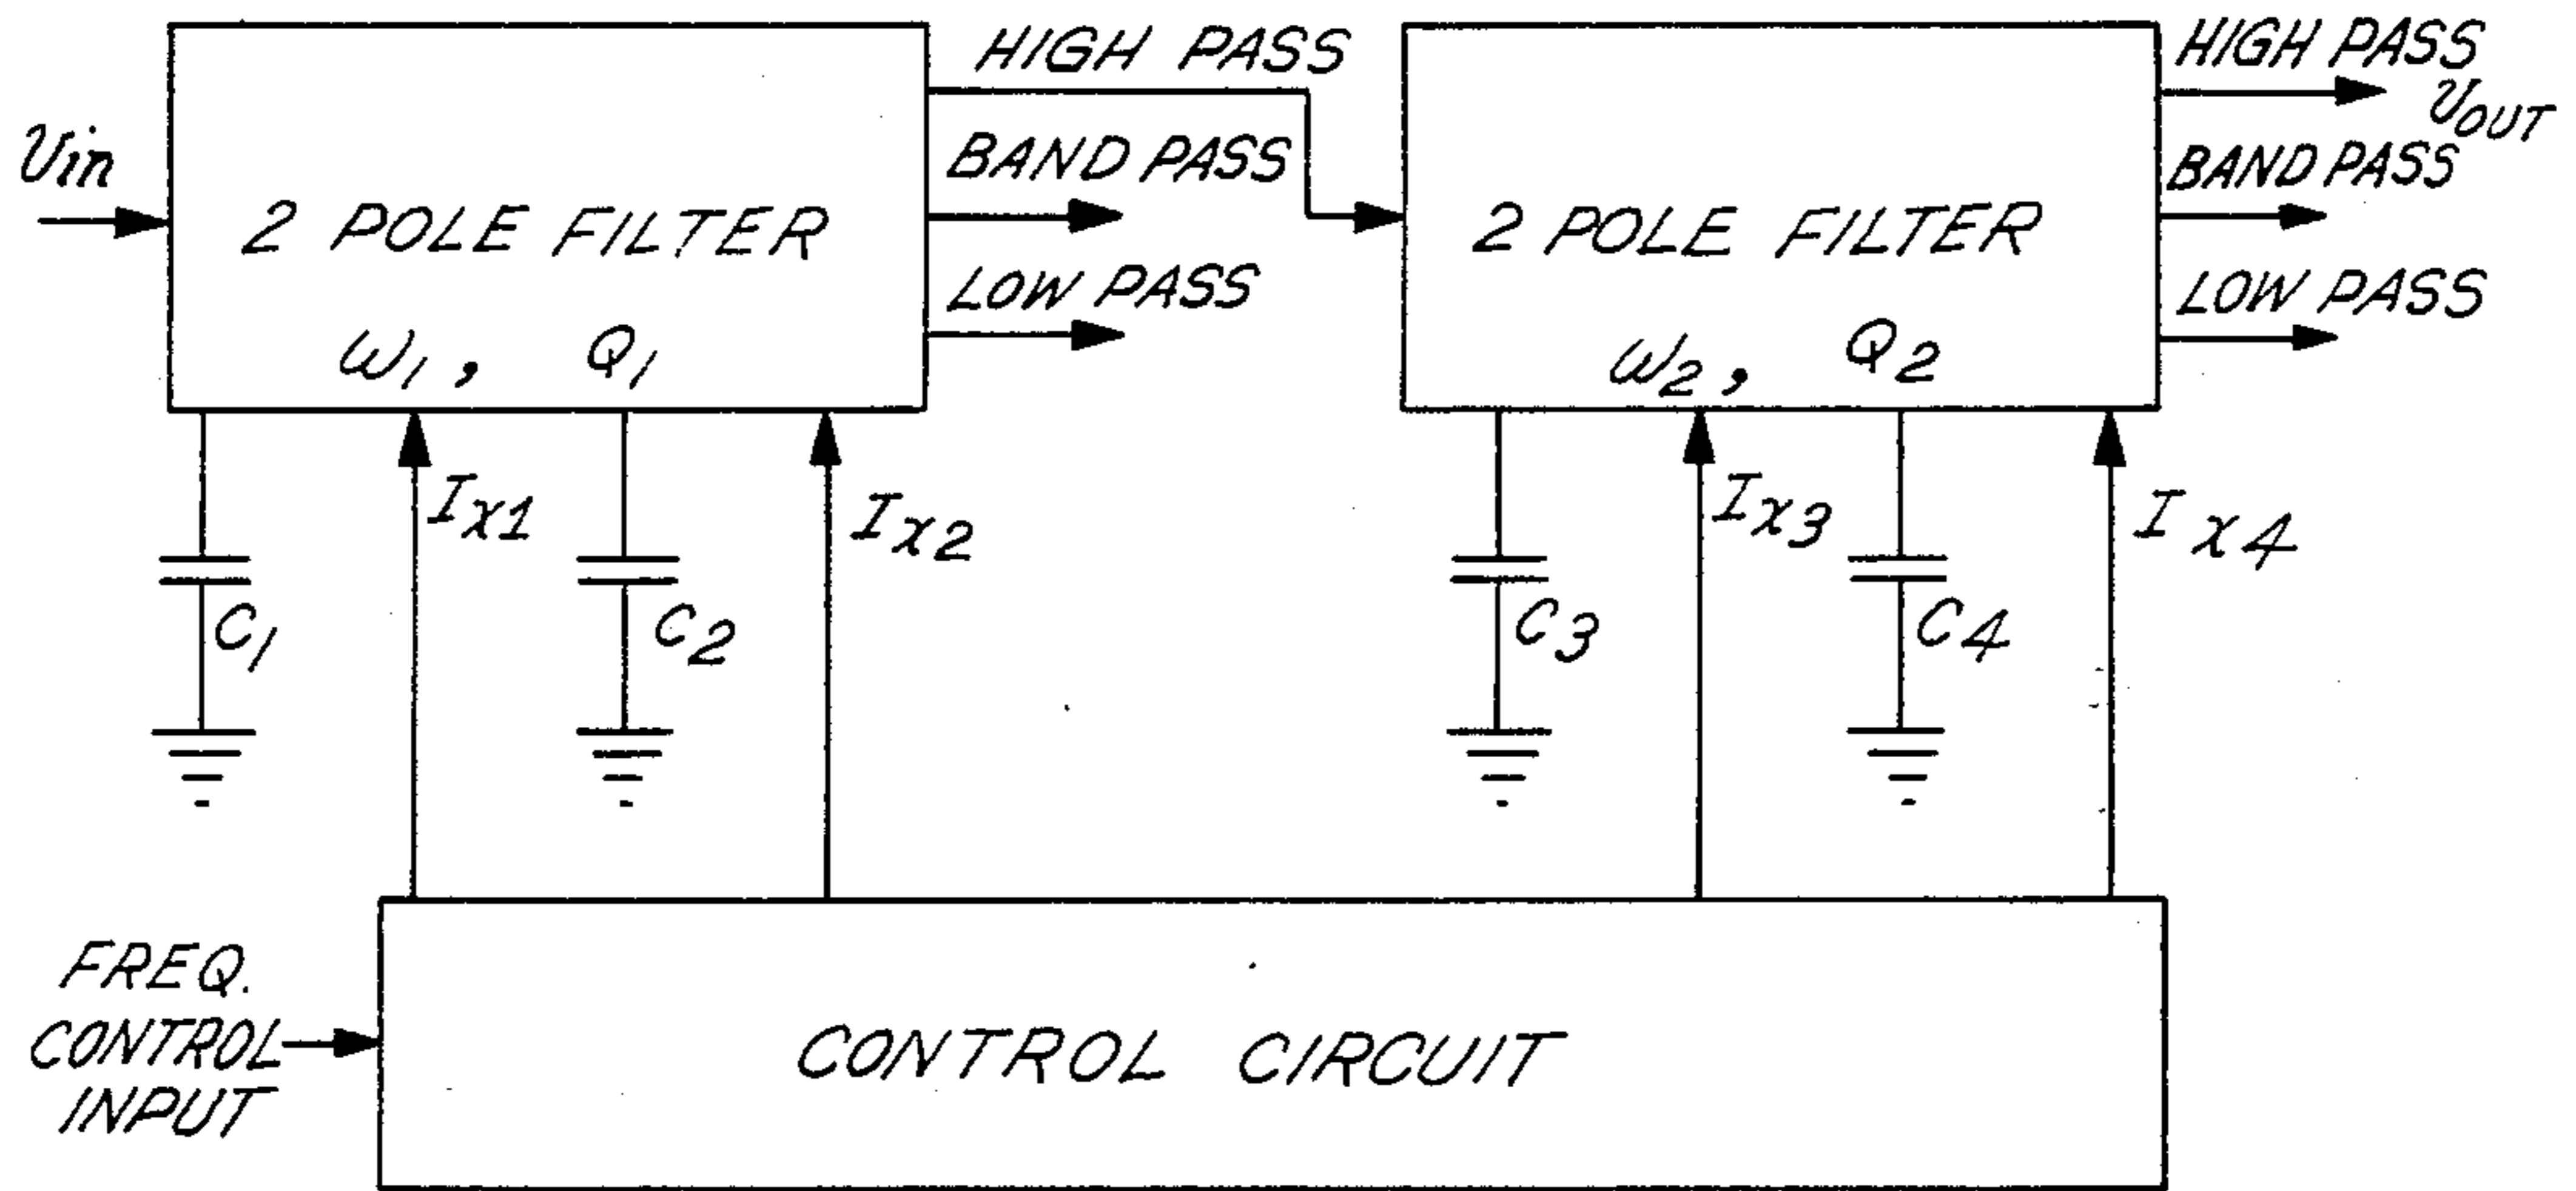 HIGH PASS
HIGH PASS
Vin
BAND PASS
VOUT
BAND PASS
2 POLE FILTER
2 POLE FILTER
LOW PASS
LOW PASS
ω1, Q1
ω2, Q2
Ix1
Ix2
Ix3
Ix4
C1
C2
C3
C4
FREQ.
CONTROL
INPUT
CONTROL CIRCUIT